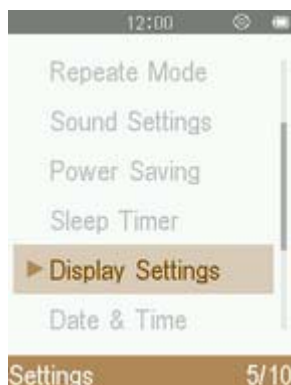 12:00
Repeate Mode
Sound Settings
Power Saving
Sleep Timer
Display Settings
Date & Time
Settings 5/10